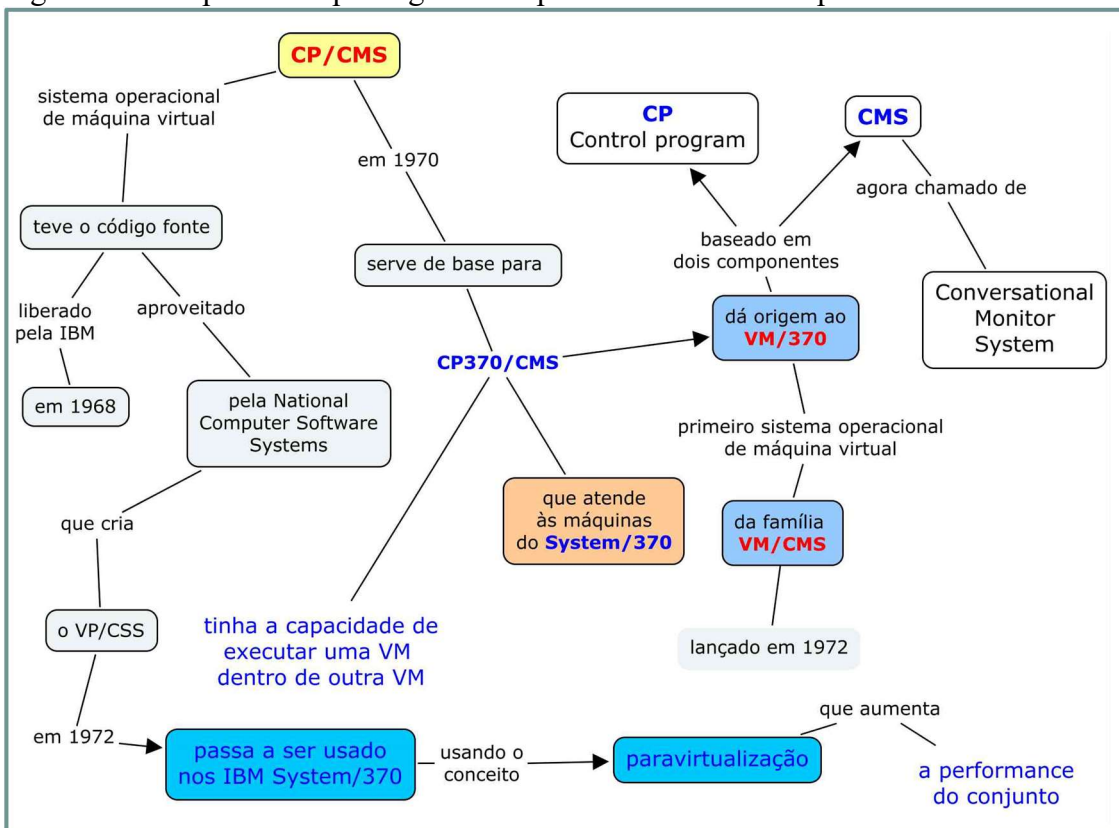 CP/CMS
sistema operacional
de máquina virtual
teve o código fonte
liberado
pela IBM
em 1968
aproveitado
pela National
Computer Software
Systems
que cria
o VP/CSS
em 1972
passa a ser usado
nos IBM System/370
usando o
conceito
paravirtualização
que aumenta
a performance
do conjunto
em 1970
serve de base para
CP370/CMS
tinha a capacidade de
executar uma VM
dentro de outra VM
que atende
às máquinas
do System/370
dá origem ao
VM/370
baseado em
dois componentes
CP
Control program
CMS
agora chamado de
Conversational
Monitor
System
primeiro sistema operacional
de máquina virtual
da família
VM/CMS
lançado em 1972